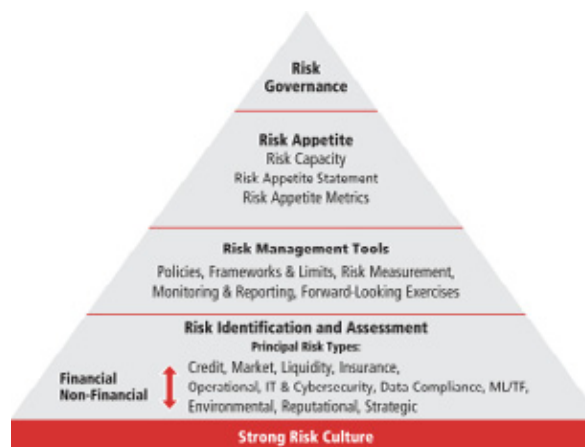 Risk
Governance
Risk Appetite
Risk Capacity
Risk Appetite Statement
Risk Appetite Metrics
Risk Management Tools
Policies, Frameworks & Limits, Risk Measurement,
Monitoring & Reporting, Forward-Looking Exercises
Risk Identification and Assessment
Principal Risk Types:
Financial
Non-Financial
Credit, Market, Liquidity, Insurance,
Operational, IT & Cybersecurity, Data Compliance, ML/TF,
Environmental, Reputational, Strategic
Strong Risk Culture